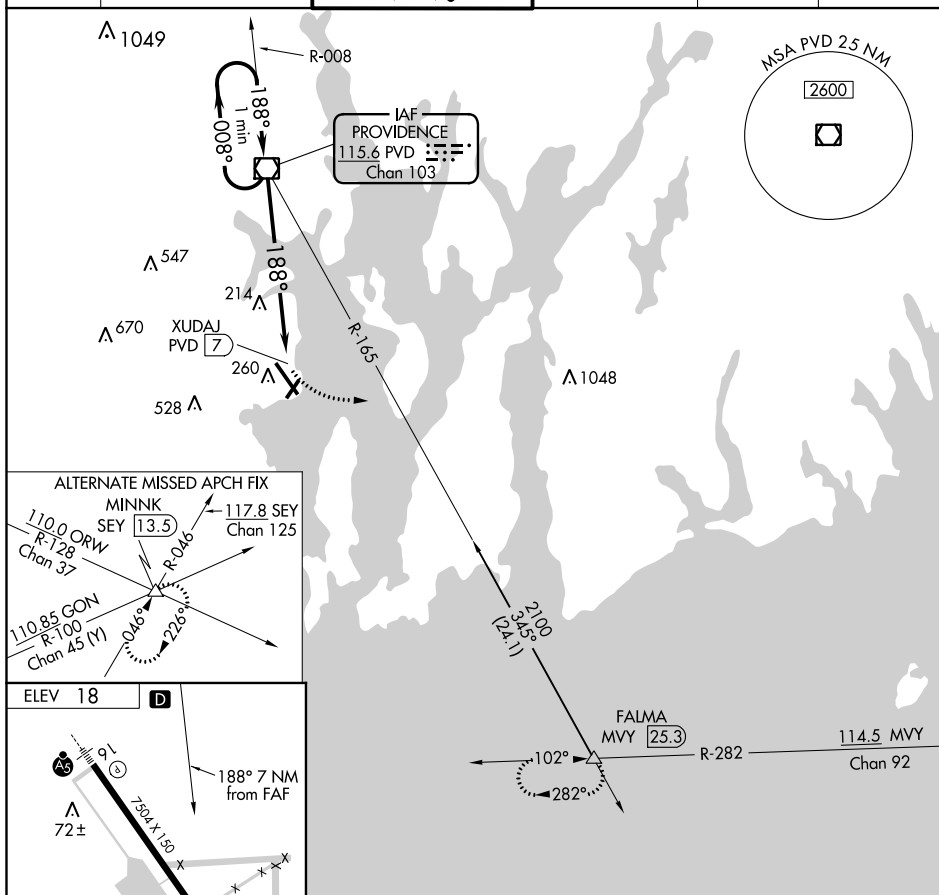 1049
R-008
188°
1 min
008°
IAF
PROVIDENCE
115.6 PVD
Chan 103
MSA PVD 25 NM
2600
188°
547
214
670
XUDAJ
PVD 7
260
528
R-165
1048
ALTERNATE MISSED APCH FIX
MINNK
SEY 13.5
117.8 SEY
Chan 125
110.0 ORW
R-128
Chan 37
R-046
110.85 GON
R-100
Chan 45 (Y)
046°
226°
2100
345°
(24.1)
FALMA
MVY 25.3
102°
282°
R-282
114.5 MVY
Chan 92
ELEV 18
D
A5
16
P
188° 7 NM
from FAF
7504 X 150
72±
X
X
X
X
X
X